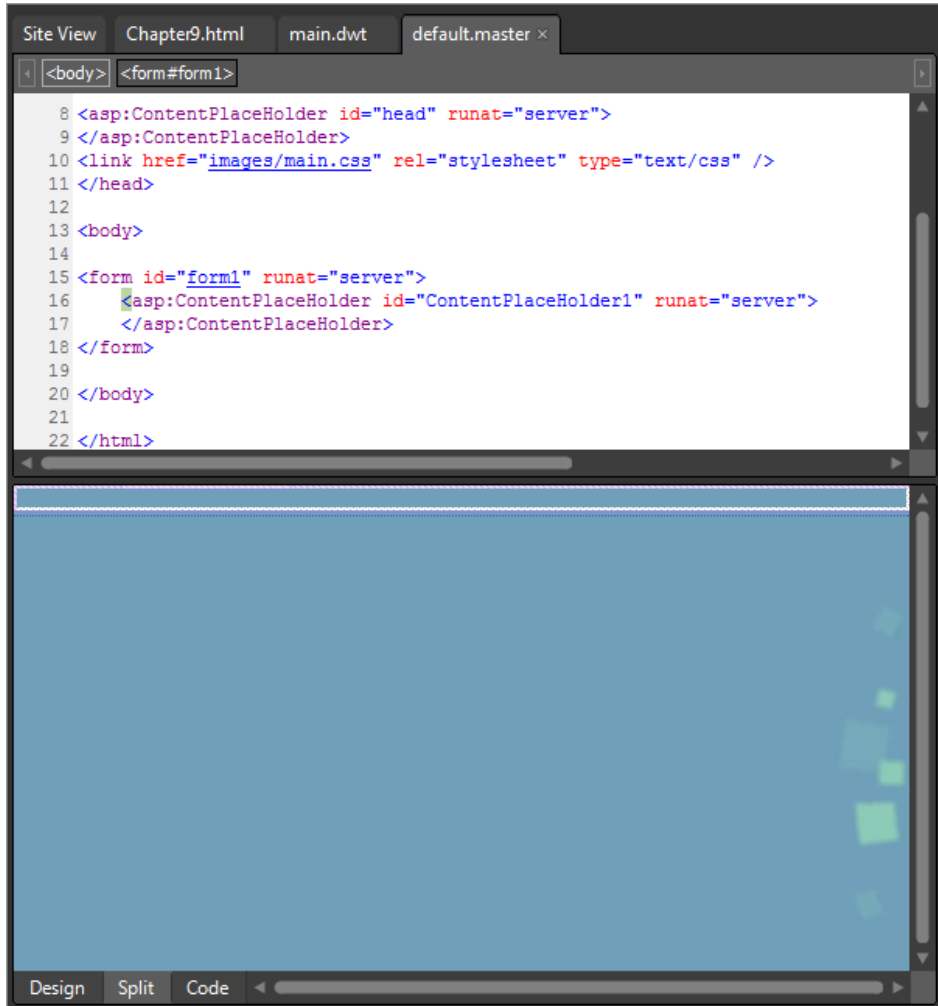 Site View Chapter9.html main.dwt default.master ×
<body> <form#form1>
8 <asp:ContentPlaceHolder id="head" runat="server">
9 </asp:ContentPlaceHolder>
10 <link href="images/main.css" rel="stylesheet" type="text/css" />
11 </head>
12
13 <body>
14
15 <form id="form1" runat="server">
16 <asp:ContentPlaceHolder id="ContentPlaceHolder1" runat="server">
17 </asp:ContentPlaceHolder>
18 </form>
19
20 </body>
21
22 </html>
Design Split Code